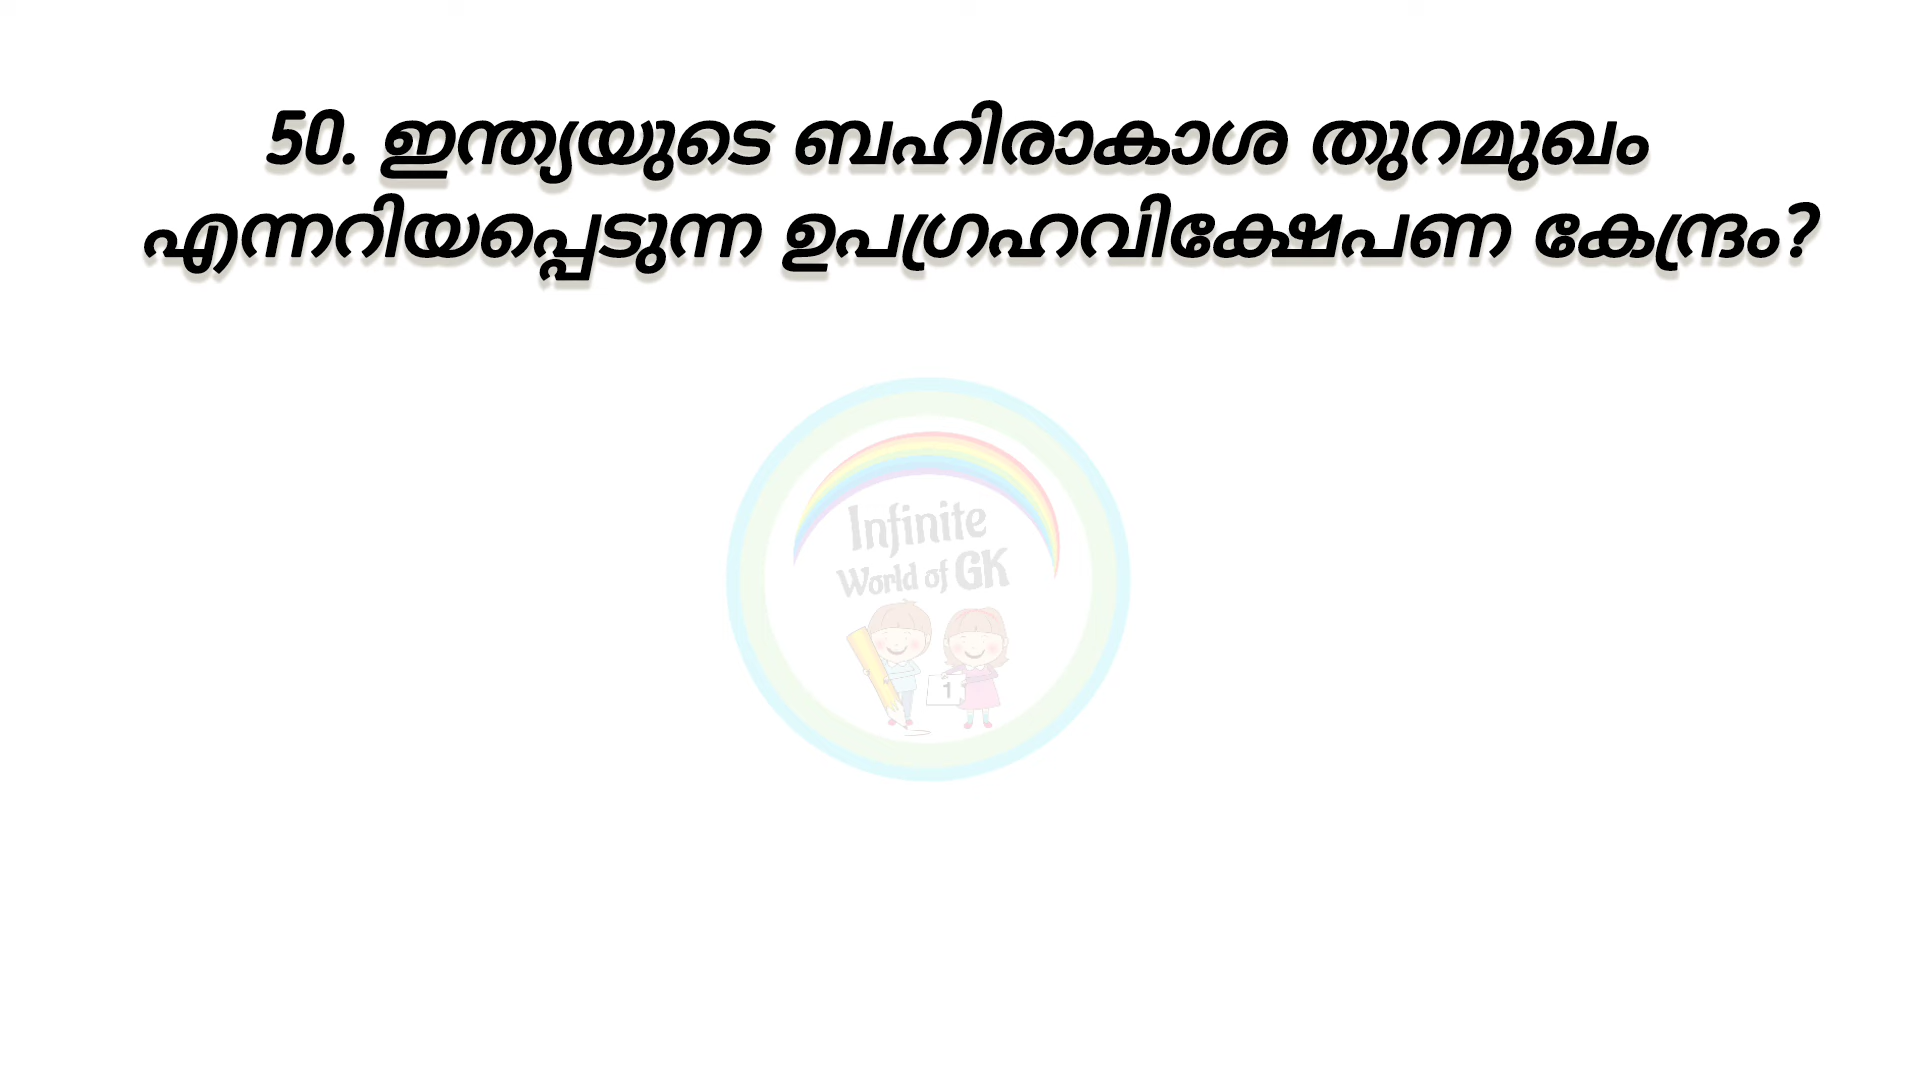 50. ഇന്ത്യയുടെ ബഹിരാകാശ തുറമുഖം
എന്നറിയപ്പെടുന്ന ഉപഗ്രഹവിക്ഷേപണ കേന്ദ്രം?
Infinite
World of GK
1